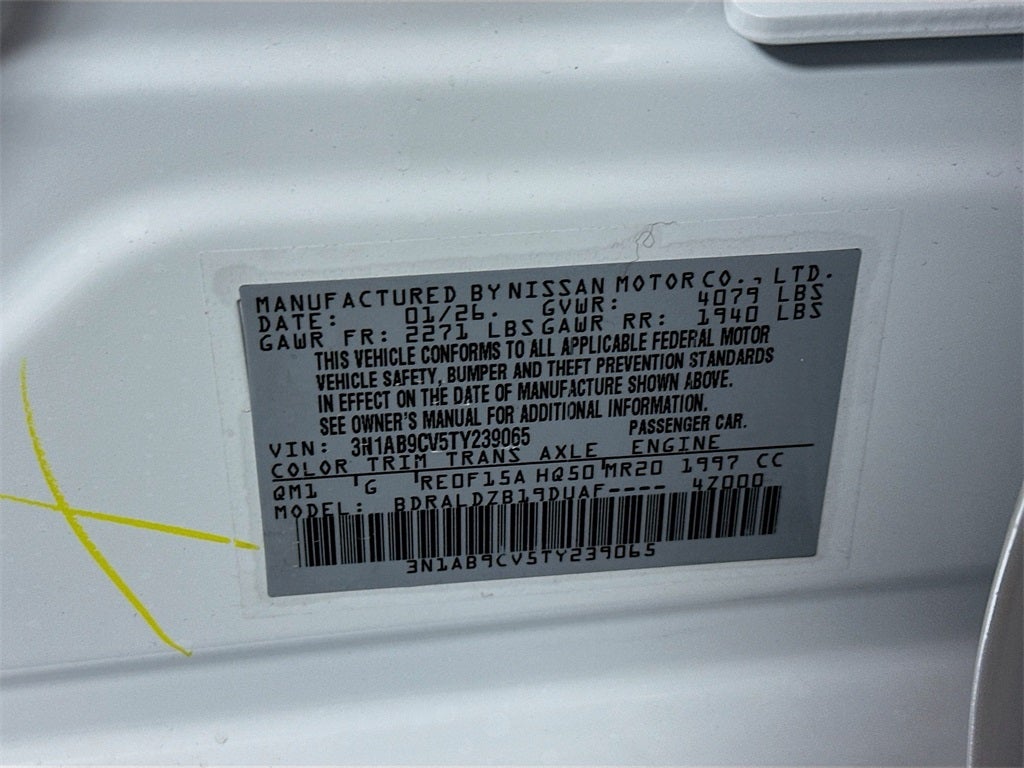 MANUFACTURED BY NISSAN MOTOR CO., LTD.
DATE: 01/26. GVWR: 4079 LBS
GAWR FR: 2271 LBS GAWR RR: 1940 LBS
THIS VEHICLE CONFORMS TO ALL APPLICABLE FEDERAL MOTOR
VEHICLE SAFETY, BUMPER AND THEFT PREVENTION STANDARDS
IN EFFECT ON THE DATE OF MANUFACTURE SHOWN ABOVE.
SEE OWNER'S MANUAL FOR ADDITIONAL INFORMATION.
VIN: 3N1AB9CV5TY239065 PASSENGER CAR.
COLOR TRIM TRANS AXLE ENGINE
QM1 G RE0F15A HQ50 MR20 1997 CC
MODEL: BDRALDZB19DUAF---- 4Z000
3N1AB9CV5TY239065